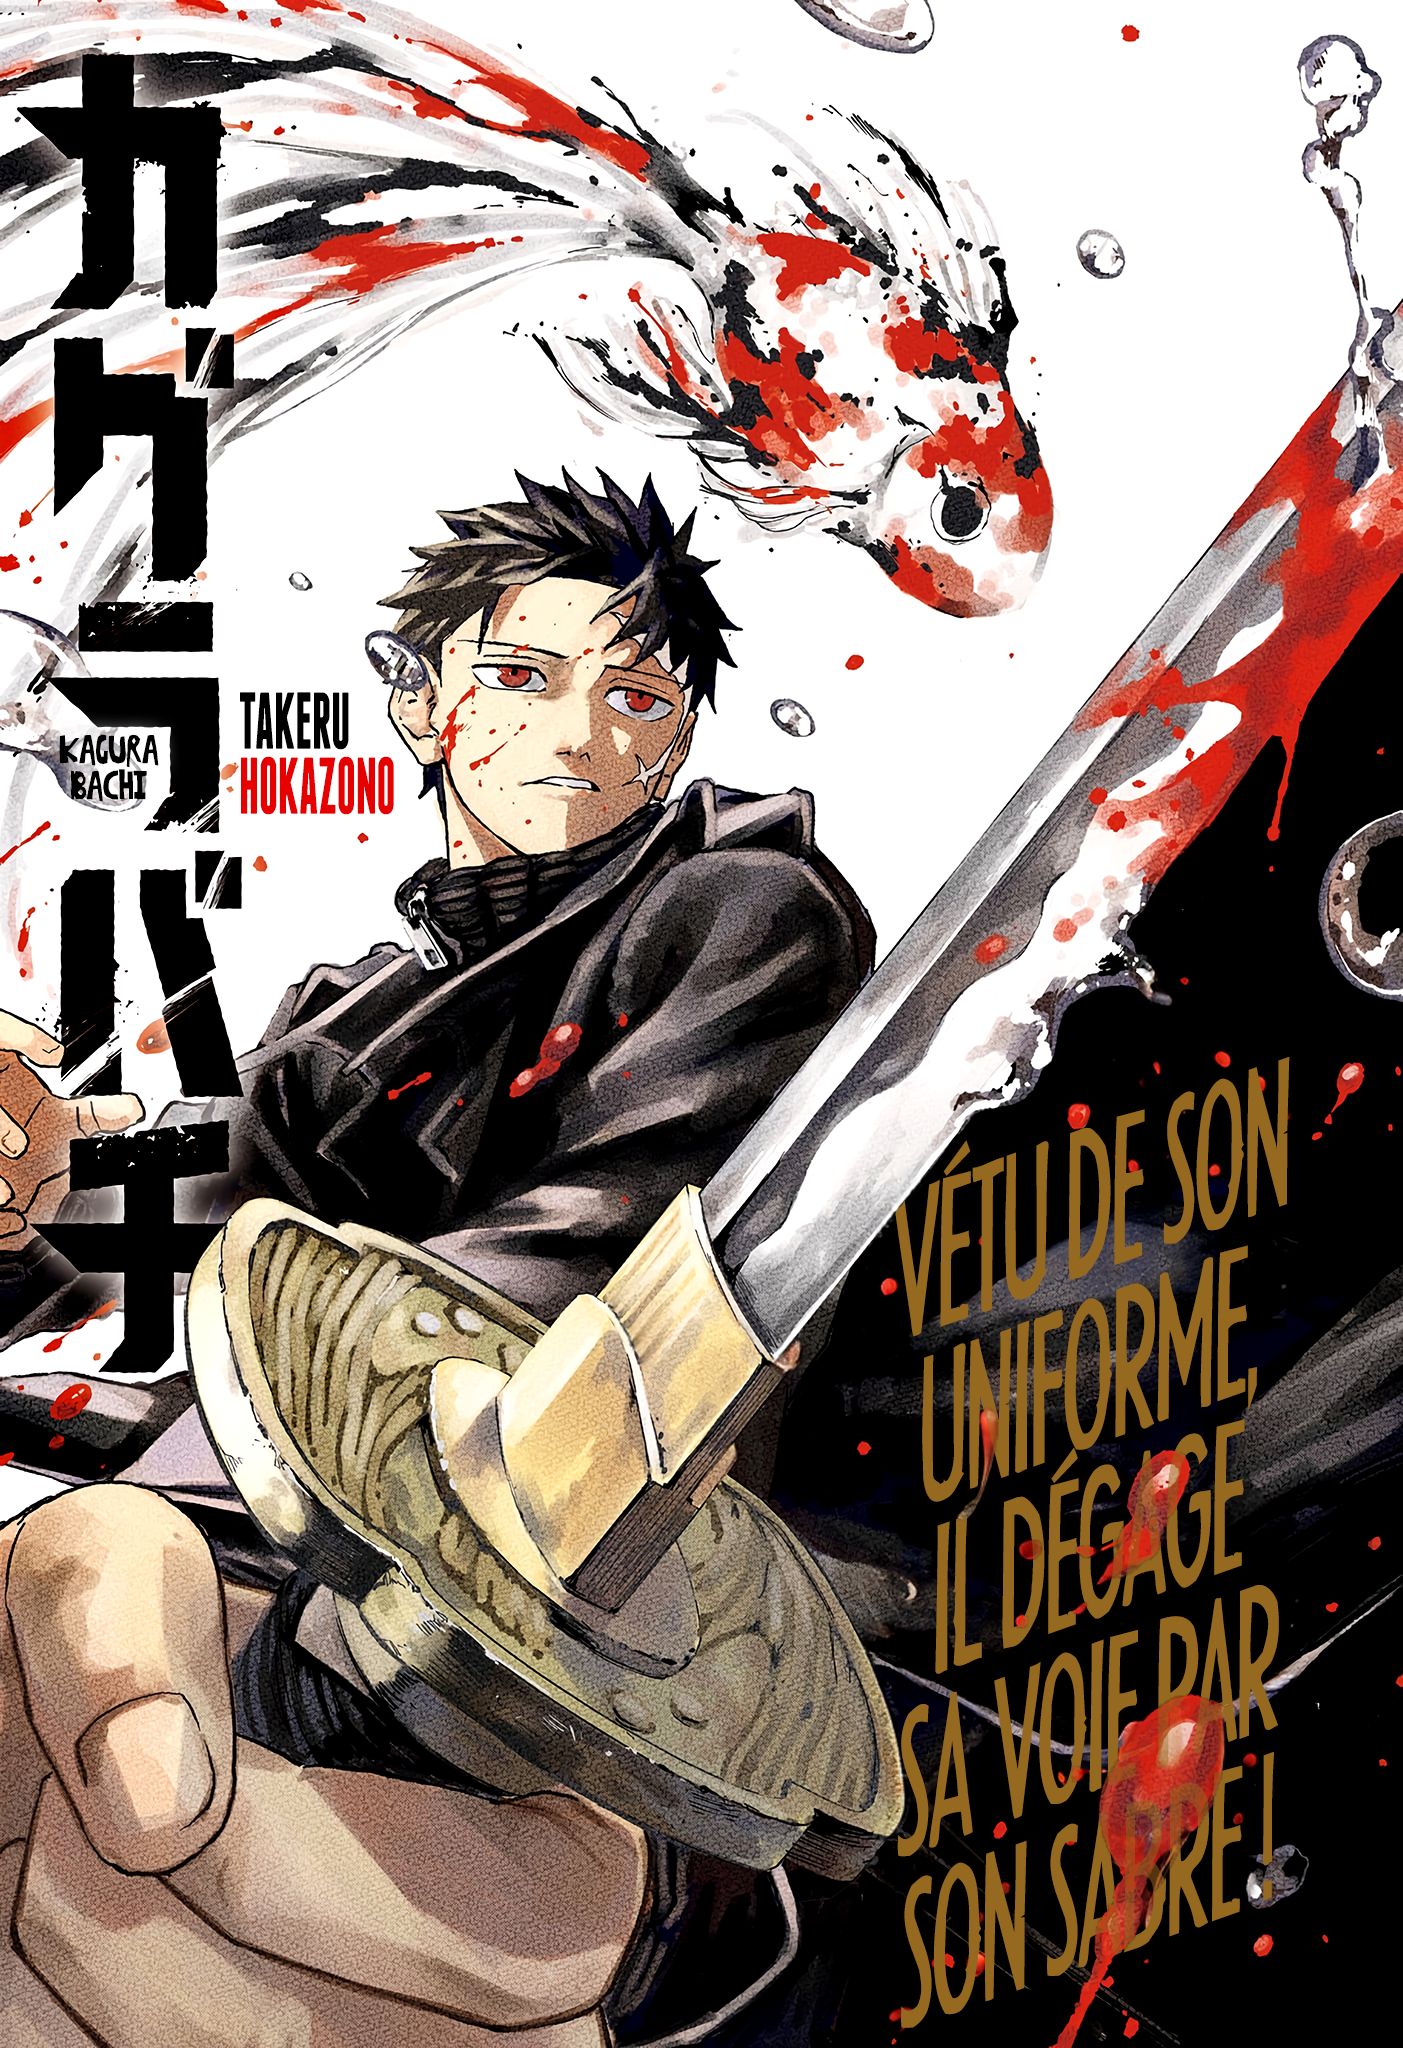 カグラバチ
KAGURA
BACHI
TAKERU
HOKAZONO
VÉTU DE SON
UNIFORME,
IL DÉGAGE
SA VOIE PAR
SON SABRE !